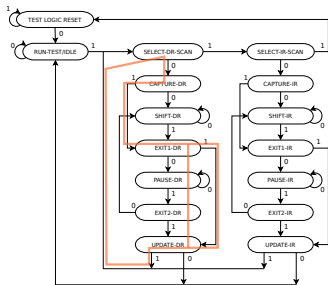 1
TEST LOGIC RESET
0
0
RUN-TEST/IDLE
1
SELECT-DR-SCAN
1
SELECT-IR-SCAN
1
0
0
1
CAPTURE-DR
1
CAPTURE-IR
0
0
SHIFT-DR
0
SHIFT-IR
0
1
1
EXIT1-DR
1
EXIT1-IR
1
0
0
PAUSE-DR
0
PAUSE-IR
0
1
1
0
EXIT2-DR
0
EXIT2-IR
1
1
UPDATE-DR
UPDATE-IR
1
0
1
0